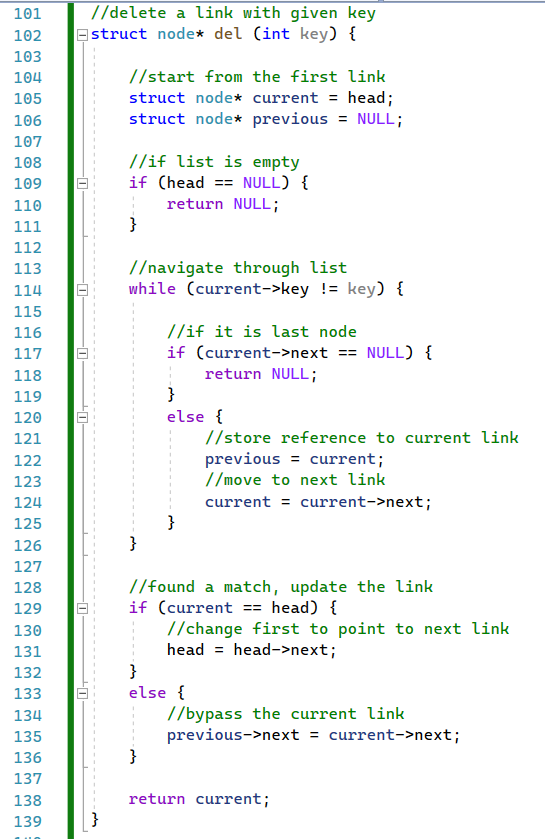 101 //delete a link with given key
102 struct node* del (int key) {
103
104 //start from the first link
105 struct node* current = head;
106 struct node* previous = NULL;
107
108 //if list is empty
109 if (head == NULL) {
110 return NULL;
111 }
112
113 //navigate through list
114 while (current->key != key) {
115
116 //if it is last node
117 if (current->next == NULL) {
118 return NULL;
119 }
120 else {
121 //store reference to current link
122 previous = current;
123 //move to next link
124 current = current->next;
125 }
126 }
127
128 //found a match, update the link
129 if (current == head) {
130 //change first to point to next link
131 head = head->next;
132 }
133 else {
134 //bypass the current link
135 previous->next = current->next;
136 }
137
138 return current;
139 }